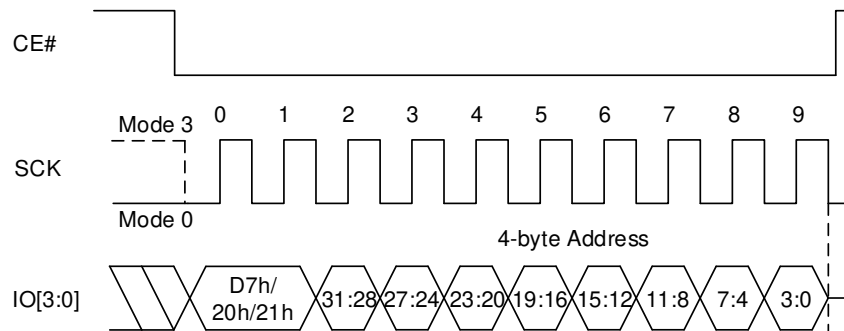 CE#
0 1 2 3 4 5 6 7 8 9
Mode 3
SCK
Mode 0
4-byte Address
IO[3:0]
D7h/
20h/21h
31:28 27:24 23:20 19:16 15:12 11:8 7:4 3:0